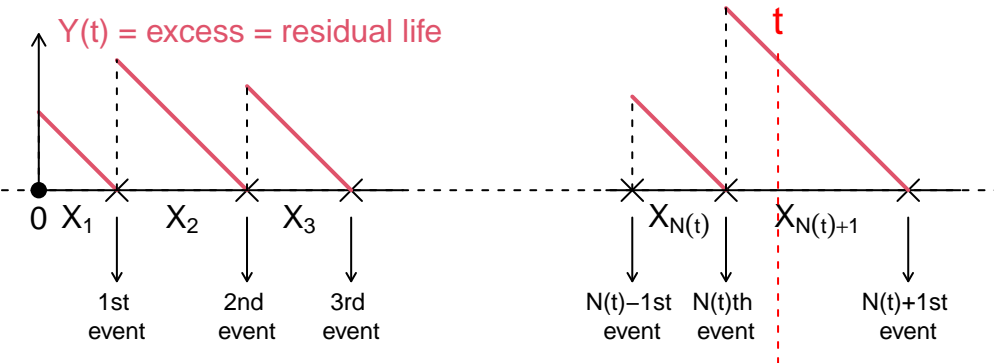 Y(t) = excess = residual life
t
0 X1 X2 X3 XN(t) XN(t)+1
1st event
2nd event
3rd event
N(t)−1st event
N(t)th event
N(t)+1st event